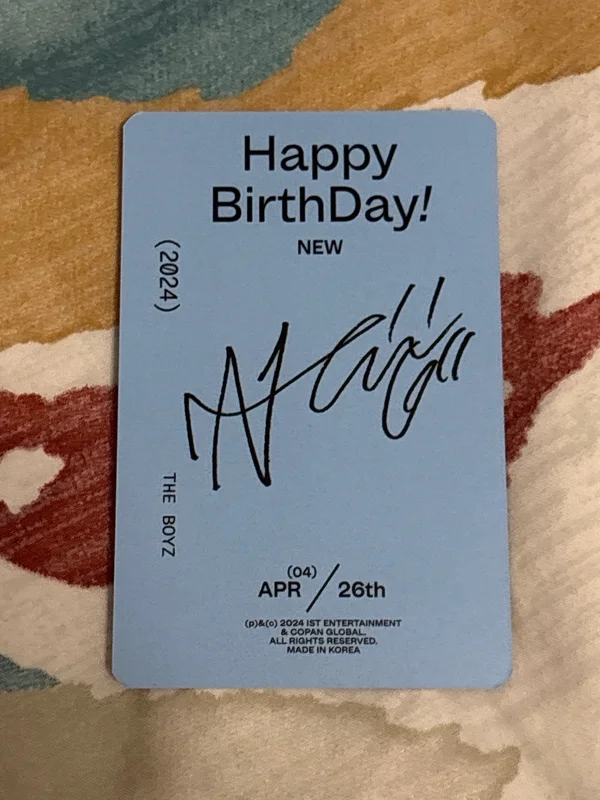 Happy
BirthDay!
NEW
(2024)
THE BOYZ
(04)
APR / 26th
(p)&(c) 2024 IST ENTERTAINMENT
& COPAN GLOBAL.
ALL RIGHTS RESERVED.
MADE IN KOREA